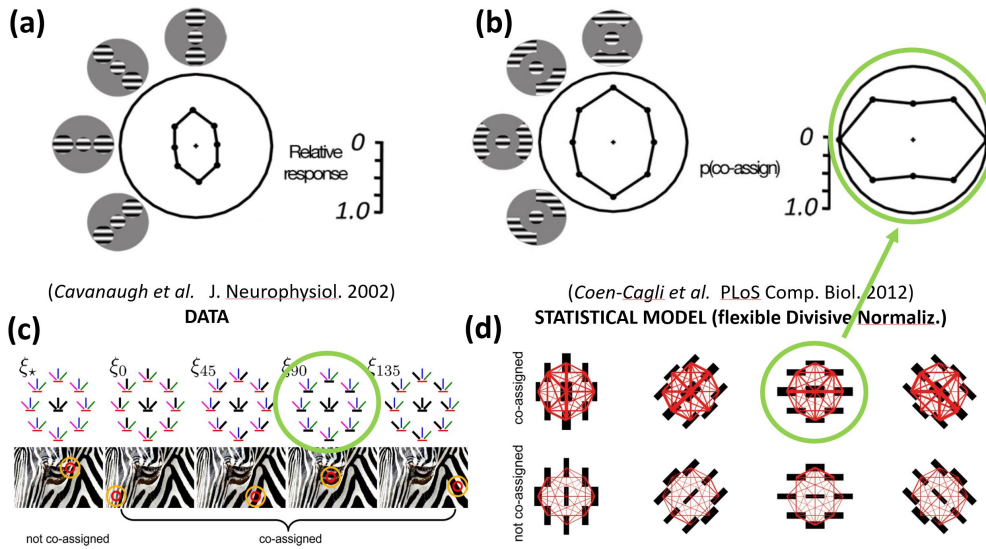 (a)
(b)
Relative
response
0
1.0
p(co-assign)
0
1.0
(Cavanaugh et al. J. Neurophysiol. 2002)
DATA
(Coen-Cagli et al. PLoS Comp. Biol. 2012)
STATISTICAL MODEL (flexible Divisive Normaliz.)
(c)
(d)
ξ⋆
ξ0
ξ45
ξ90
ξ135
co-assigned
not co-assigned
not co-assigned
co-assigned